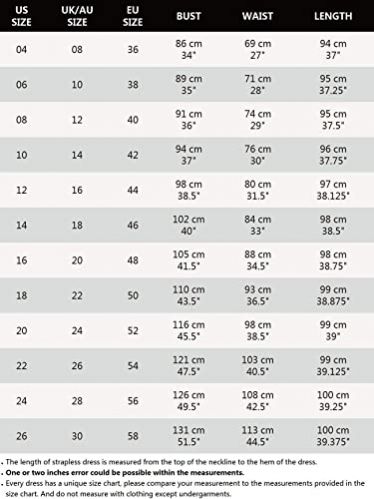 US UK/AU EU BUST WAIST LENGTH
SIZE SIZE SIZE
04 08 36 86 cm 69 cm 94 cm
34" 27" 37"
06 10 38 89 cm 71 cm 95 cm
35" 28" 37.25"
08 12 40 91 cm 74 cm 95 cm
36" 29" 37.5"
10 14 42 94 cm 76 cm 96 cm
37" 30" 37.75"
12 16 44 98 cm 80 cm 97 cm
38.5" 31.5" 38.125"
14 18 46 102 cm 84 cm 98 cm
40" 33" 38.5"
16 20 48 105 cm 88 cm 98 cm
41.5" 34.5" 38.75"
18 22 50 110 cm 93 cm 99 cm
43.5" 36.5" 38.875"
20 24 52 116 cm 98 cm 99 cm
45.5" 38.5" 39"
22 26 54 121 cm 103 cm 99 cm
47.5" 40.5" 39.125"
24 28 56 126 cm 108 cm 100 cm
49.5" 42.5" 39.25"
26 30 58 131 cm 113 cm 100 cm
51.5" 44.5" 39.375"
• The length of strapless dress is measured from the top of the neckline to the hem of the dress.
• One or two inches error could be possible within the measurements.
• Every dress has a unique size chart, please compare your measurement to the measurements provided in the
size chart. And do not measure with clothing except undergarments.